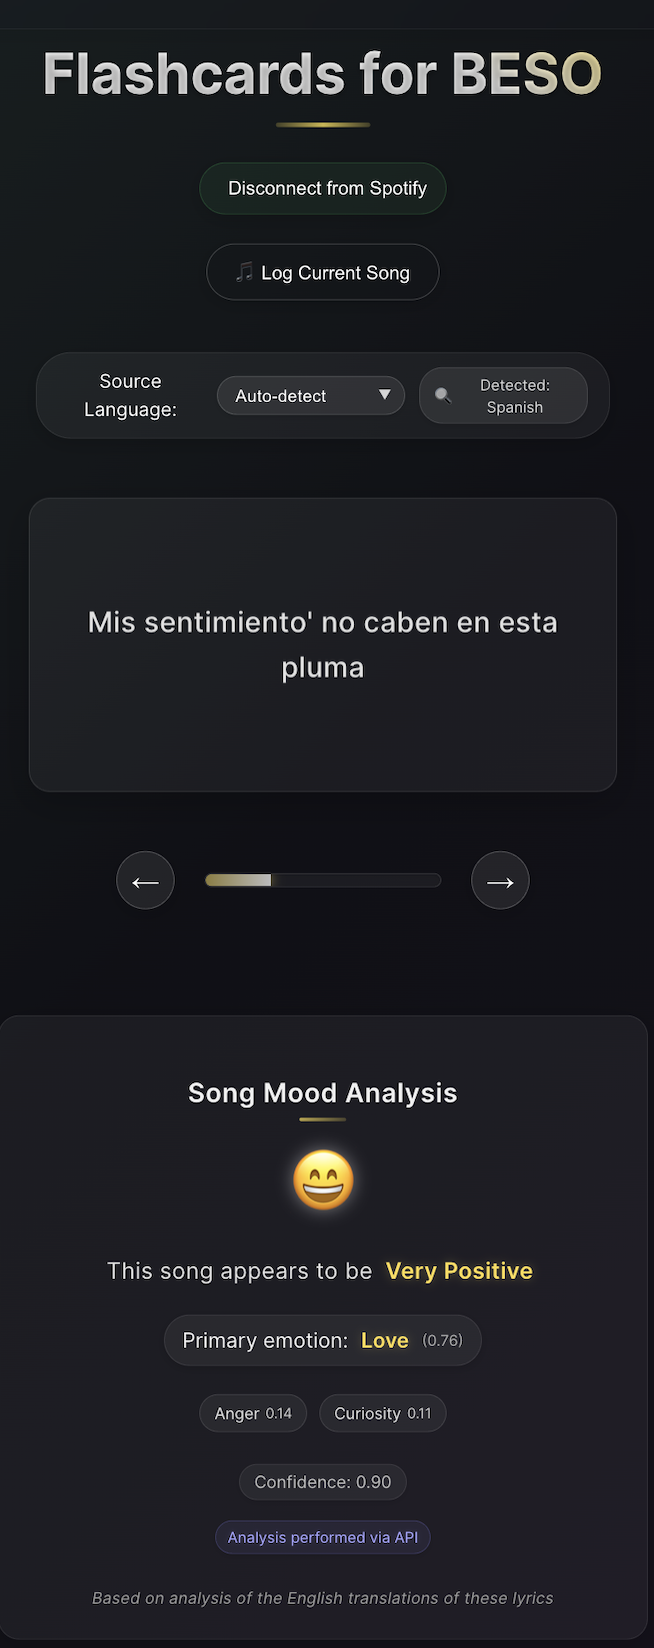 Flashcards for BESO
Disconnect from Spotify
🎵 Log Current Song
Source
Language:
Auto-detect ▼
🔍 Detected:
Spanish
Mis sentimiento' no caben en esta
pluma
← →
Song Mood Analysis
😄
This song appears to be Very Positive
Primary emotion: Love (0.76)
Anger 0.14 Curiosity 0.11
Confidence: 0.90
Analysis performed via API
Based on analysis of the English translations of these lyrics